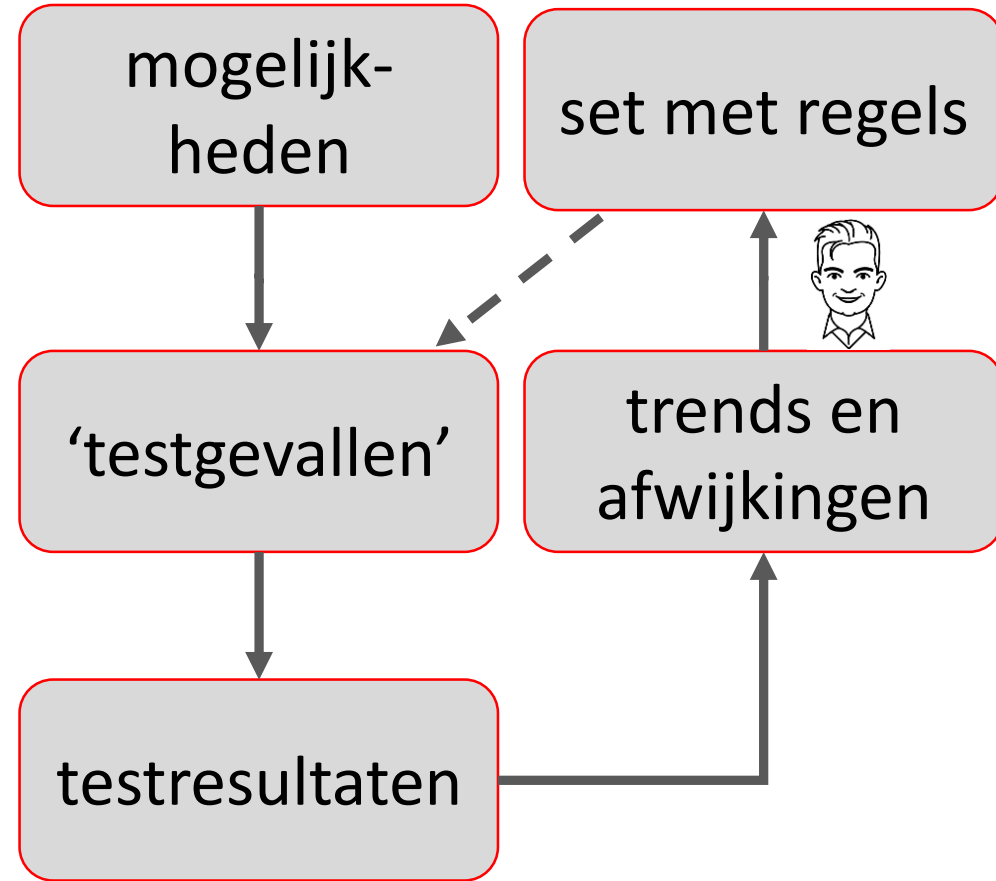 mogelijk-
heden
set met regels
‘testgevallen’
trends en
afwijkingen
testresultaten